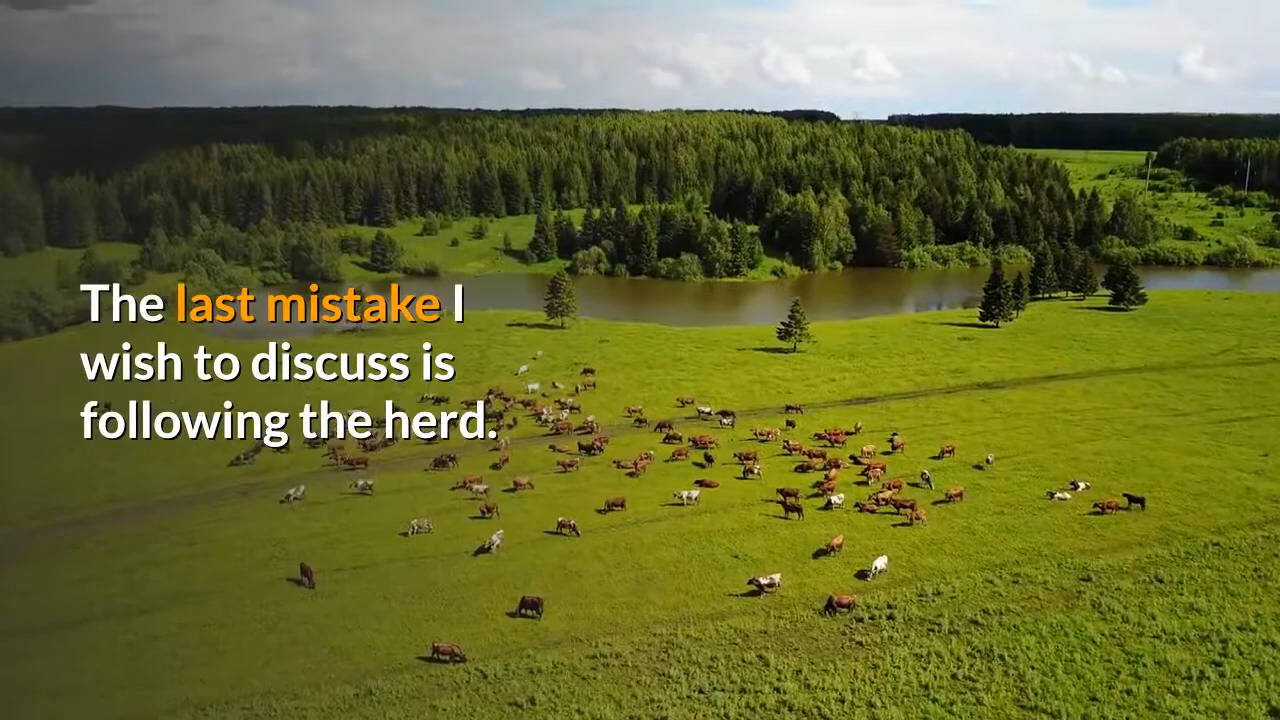 The last mistake I
wish to discuss is
following the herd.